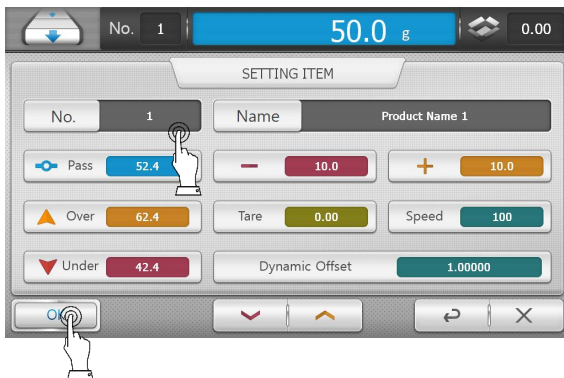 No. 1 50.0 g 0.00
SETTING ITEM
No. 1 Name Product Name 1
Pass 52.4 10.0 10.0
Over 62.4 Tare 0.00 Speed 100
Under 42.4 Dynamic Offset 1.00000